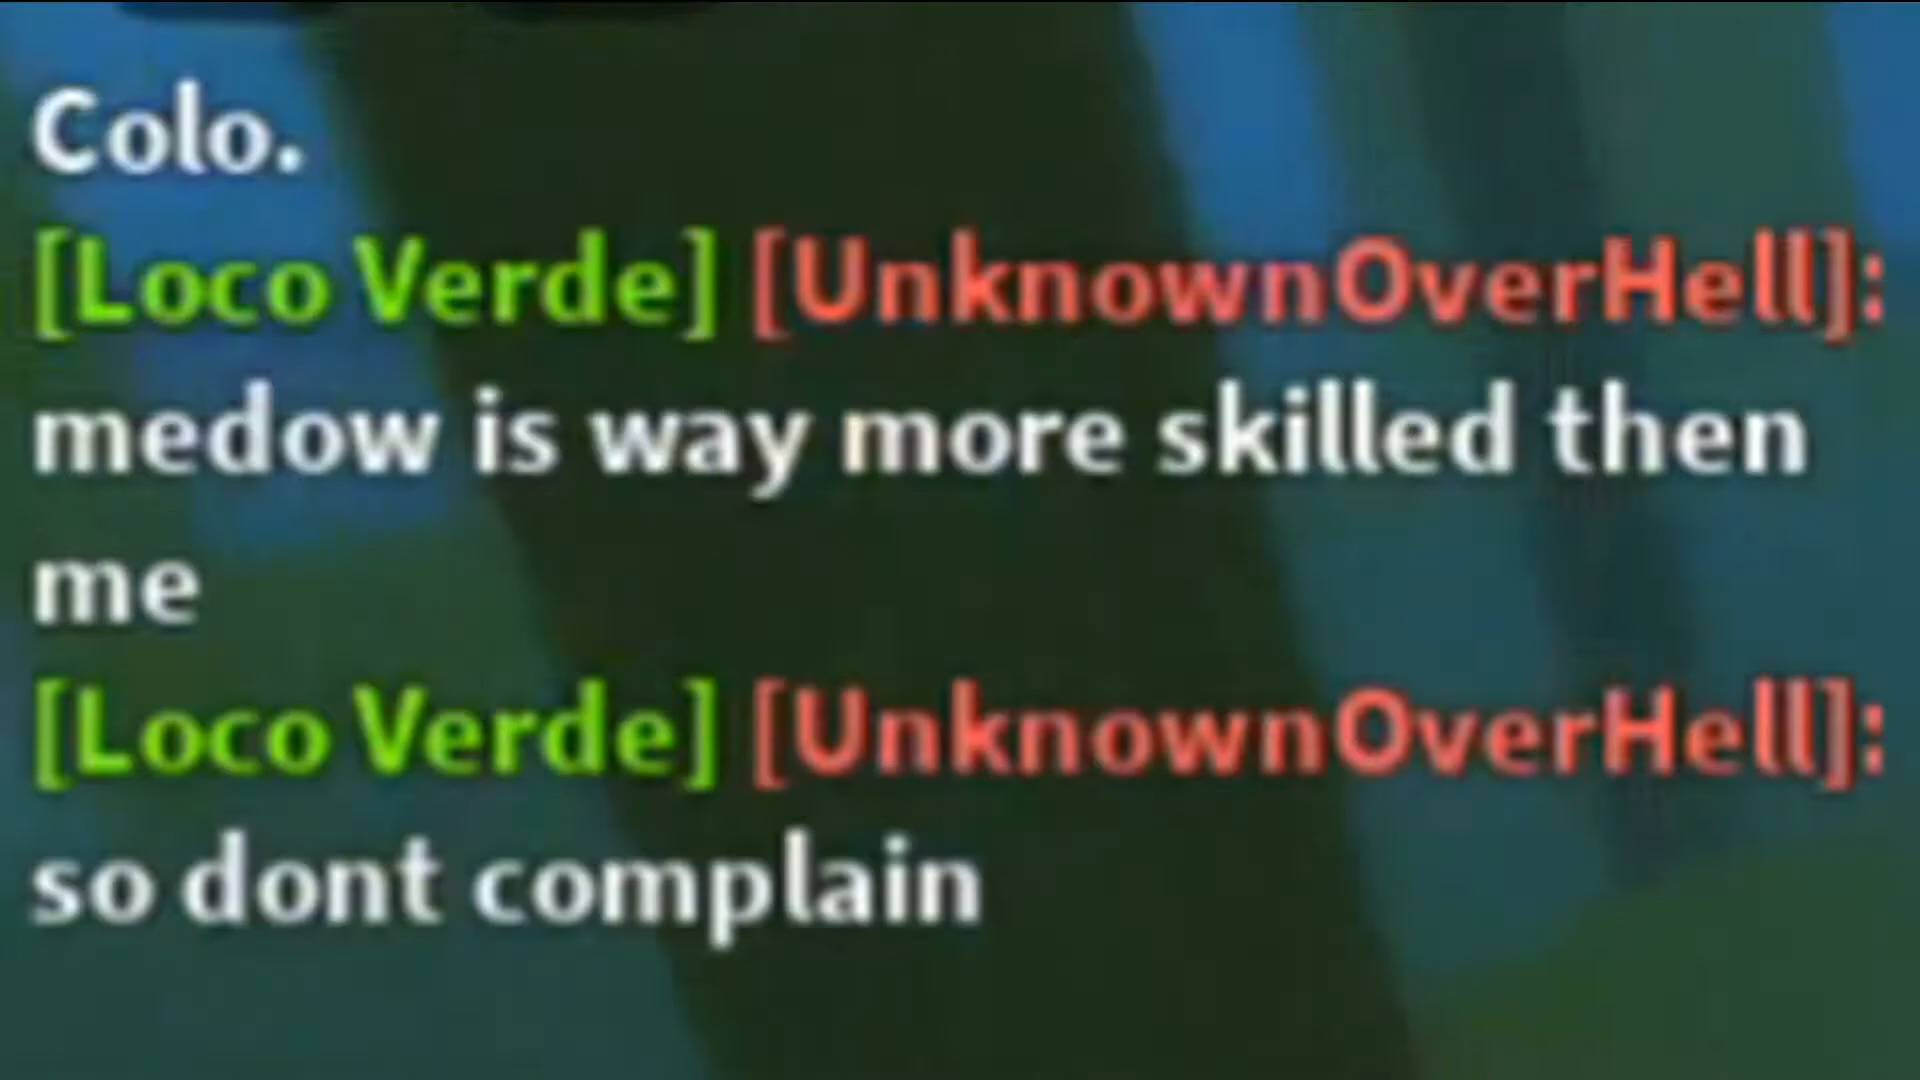 Colo.
[Loco Verde] [UnknownOverHell]:
medow is way more skilled then
me
[Loco Verde] [UnknownOverHell]:
so dont complain